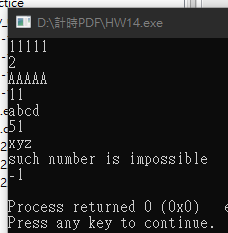 ctice
D:\計時PDF\HW14.exe
11111
2
AAAAA
11
abcd
51
xyz
such number is impossible
-1
Process returned 0 (0x0)   e
Press any key to continue.